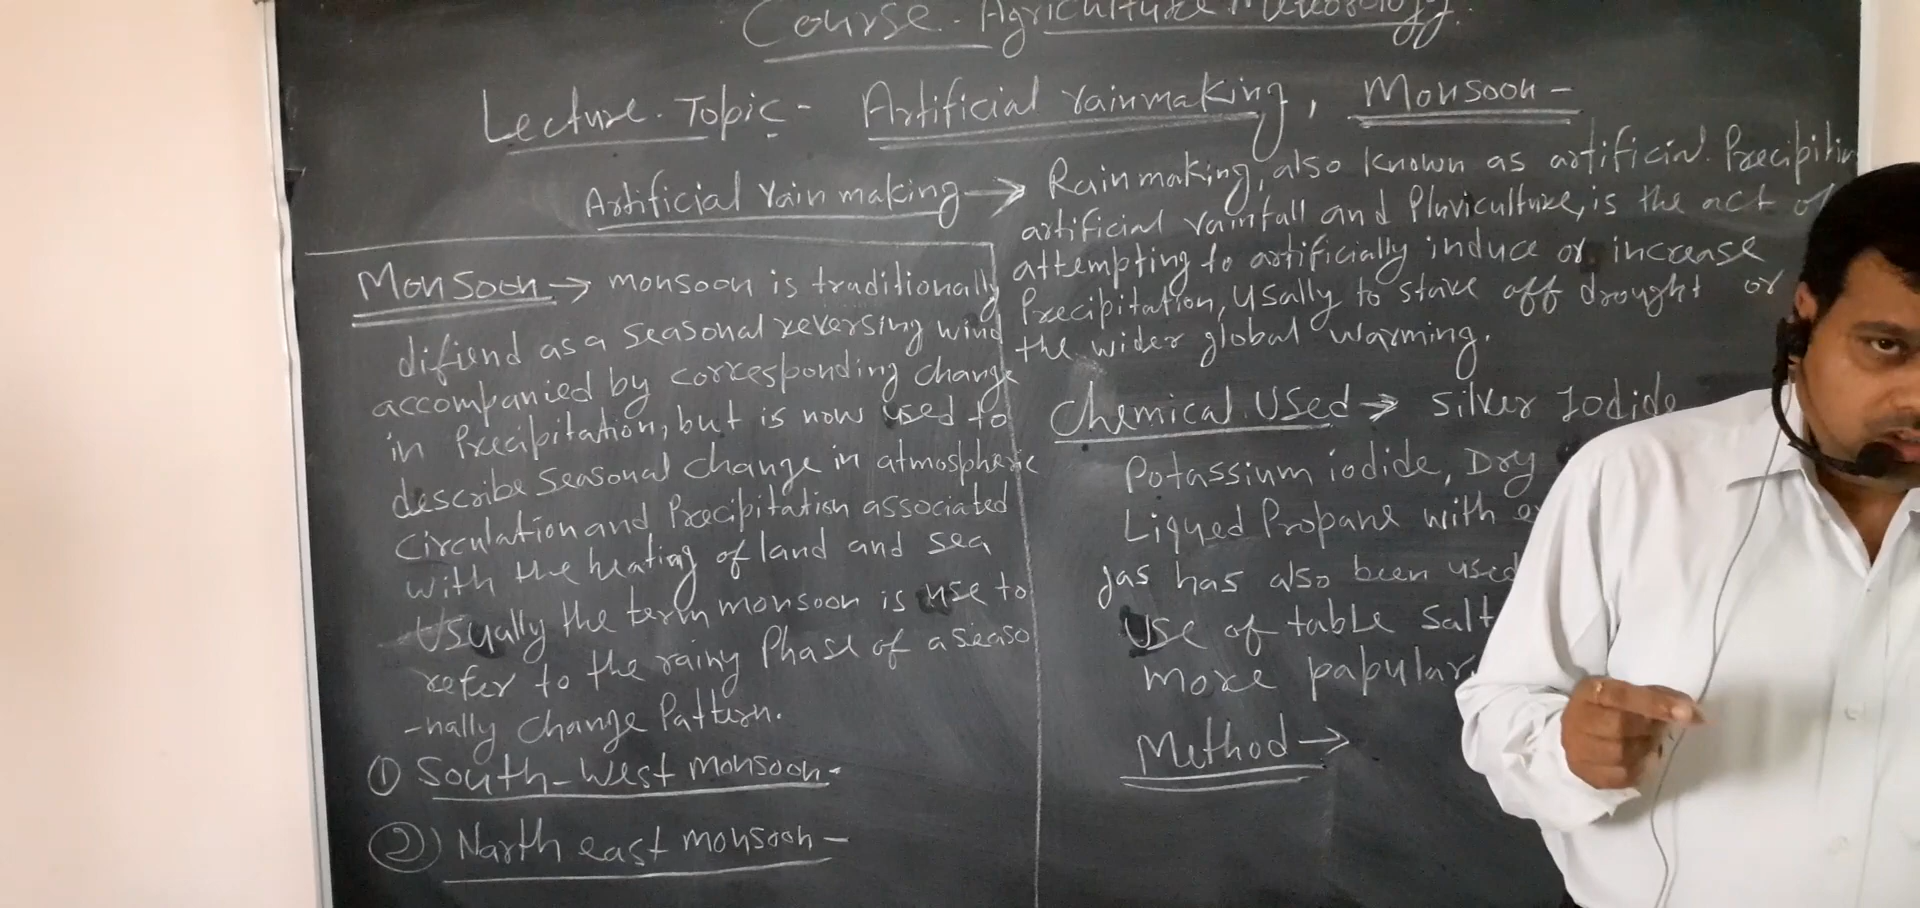 Course - Agriculture Meteorology.
Lecture. Topic - Artificial rainmaking, Monsoon -
Artificial rain making → Rainmaking, also known as artificial. Precipitin
artificial rainfall and Pluviculture, is the act of
attempting to artificially induce or increase
Precipitation, usally to stave off drought or
the wider global warming.
Chemical. Used → silver Iodide
Potassium iodide, Dry
Liqued Propane with
gas has also been used
Use of table salt
more papular
Method →
Monsoon → monsoon is traditionally
difiend as a seasonal reversing wind
accompanied by corresponding change
in Precipitation, but is now used to
describe seasonal change in atmospheric
Circulation and Precipitation associated
with the heating of land and sea
Usually the term monsoon is use to
refer to the rainy Phase of a seaso
-nally change Pattern.
① South-west monsoon -
② North east monsoon -